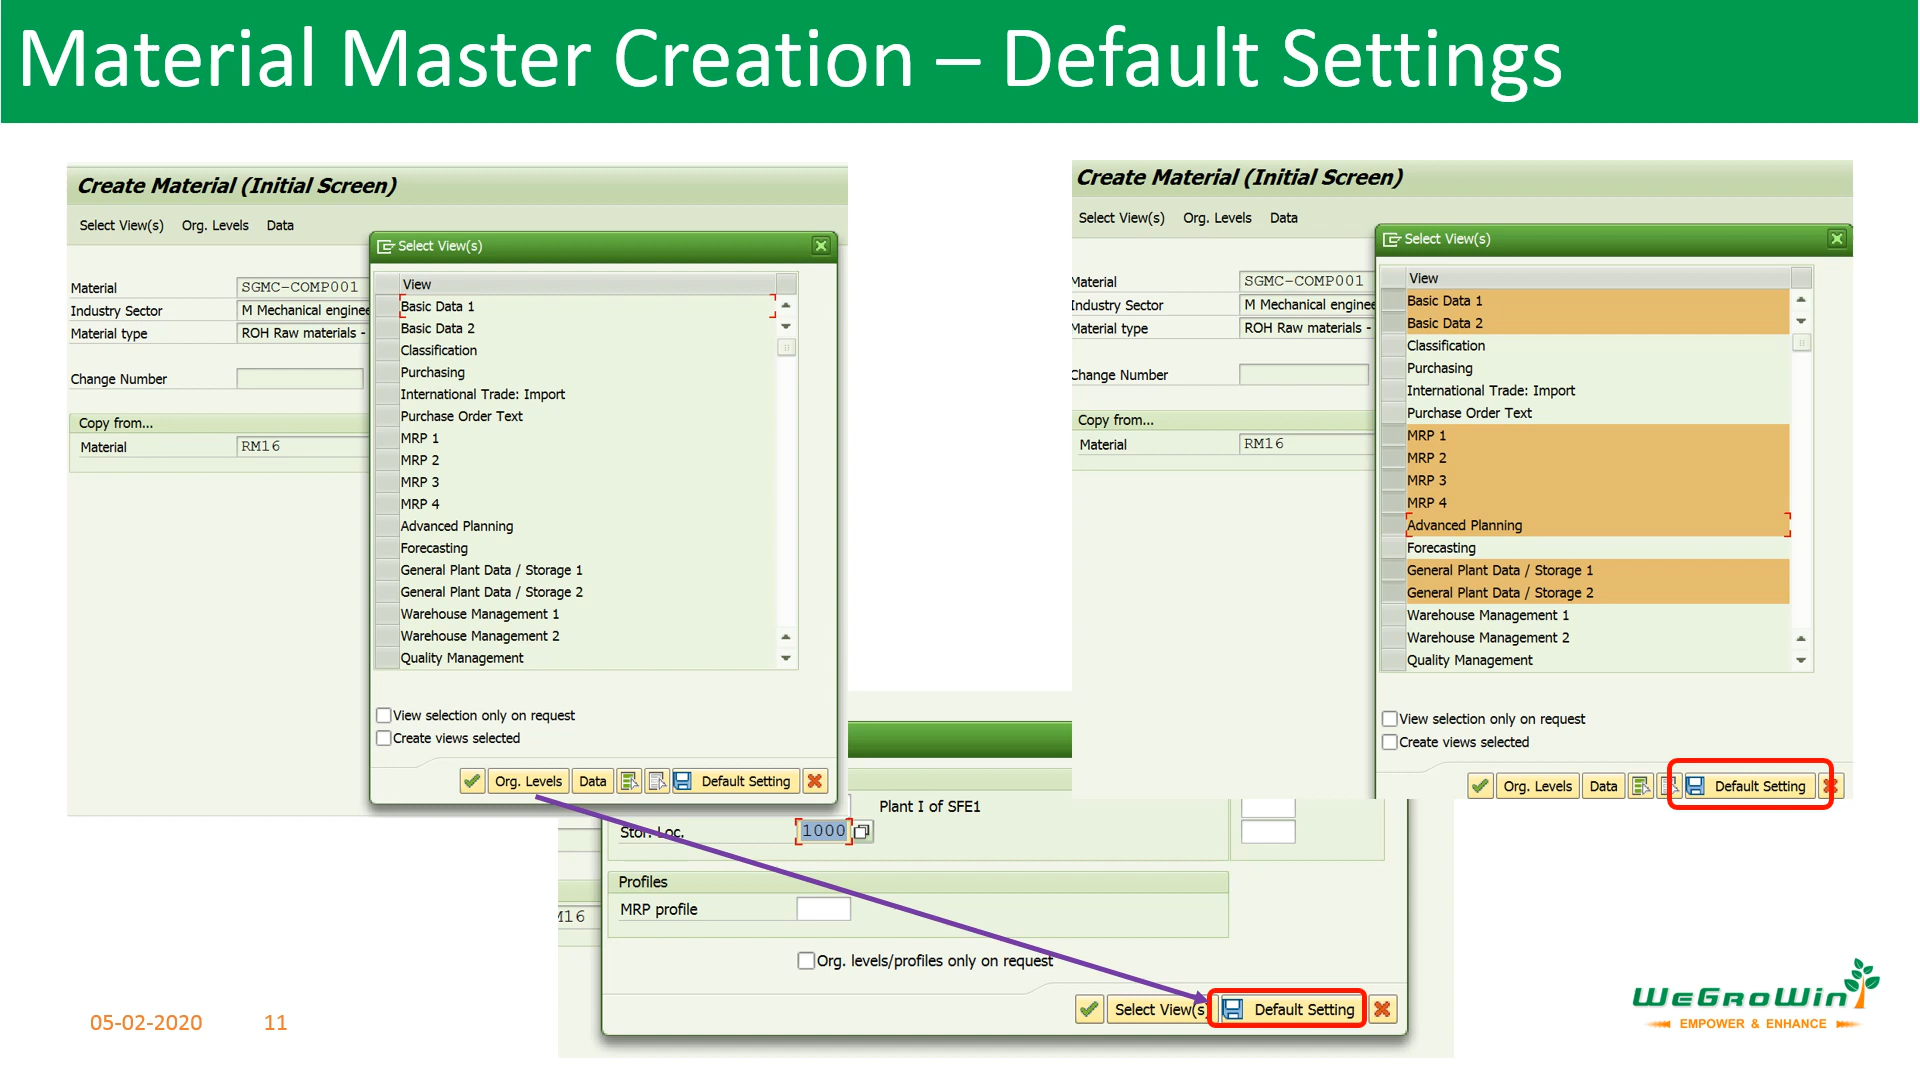 Material Master Creation – Default Settings
Create Material (Initial Screen)
Select View(s) Org. Levels Data
Select View(s)
Material SGMC-COMP001
Industry Sector M Mechanical enginee
Material type ROH Raw materials -
Change Number
Copy from...
Material RM16
View
Basic Data 1
Basic Data 2
Classification
Purchasing
International Trade: Import
Purchase Order Text
MRP 1
MRP 2
MRP 3
MRP 4
Advanced Planning
Forecasting
General Plant Data / Storage 1
General Plant Data / Storage 2
Warehouse Management 1
Warehouse Management 2
Quality Management
View selection only on request
Create views selected
Org. Levels Data Default Setting
Create Material (Initial Screen)
Select View(s) Org. Levels Data
Select View(s)
Material SGMC-COMP001
Industry Sector M Mechanical enginee
Material type ROH Raw materials -
Change Number
Copy from...
Material RM16
View
Basic Data 1
Basic Data 2
Classification
Purchasing
International Trade: Import
Purchase Order Text
MRP 1
MRP 2
MRP 3
MRP 4
Advanced Planning
Forecasting
General Plant Data / Storage 1
General Plant Data / Storage 2
Warehouse Management 1
Warehouse Management 2
Quality Management
View selection only on request
Create views selected
Org. Levels Data Default Setting
Plant I of SFE1
Stor. Loc. 1000
Profiles
M16 MRP profile
Org. levels/profiles only on request
Select View(s) Default Setting
05-02-2020 11
WeGroWin
EMPOWER & ENHANCE